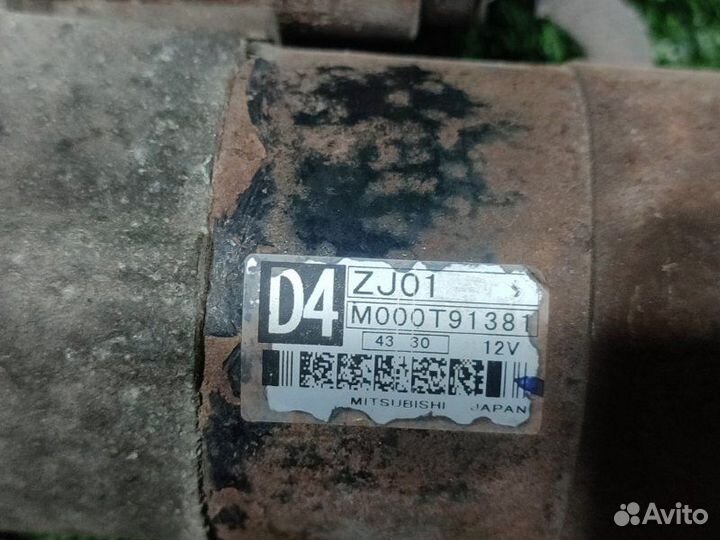 D4
ZJ01
M000T91381
43 30 12V
MITSUBISHI JAPAN
Avito